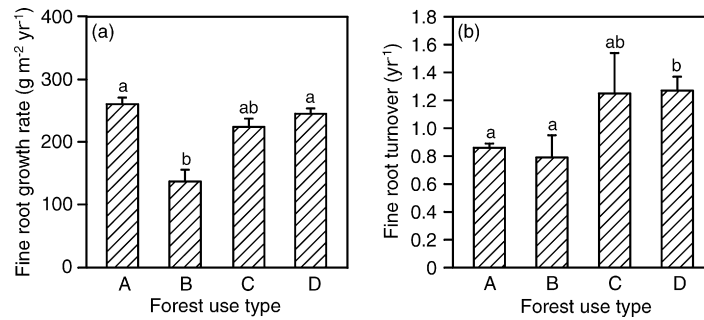 (a)
Fine root growth rate (g m⁻² yr⁻¹)
400
300
200
100
0
a
b
ab
a
A B C D
Forest use type
(b)
Fine root turnover (yr⁻¹)
1.8
1.6
1.4
1.2
1.0
0.8
0.6
0.4
0.2
0
a
a
ab
b
A B C D
Forest use type